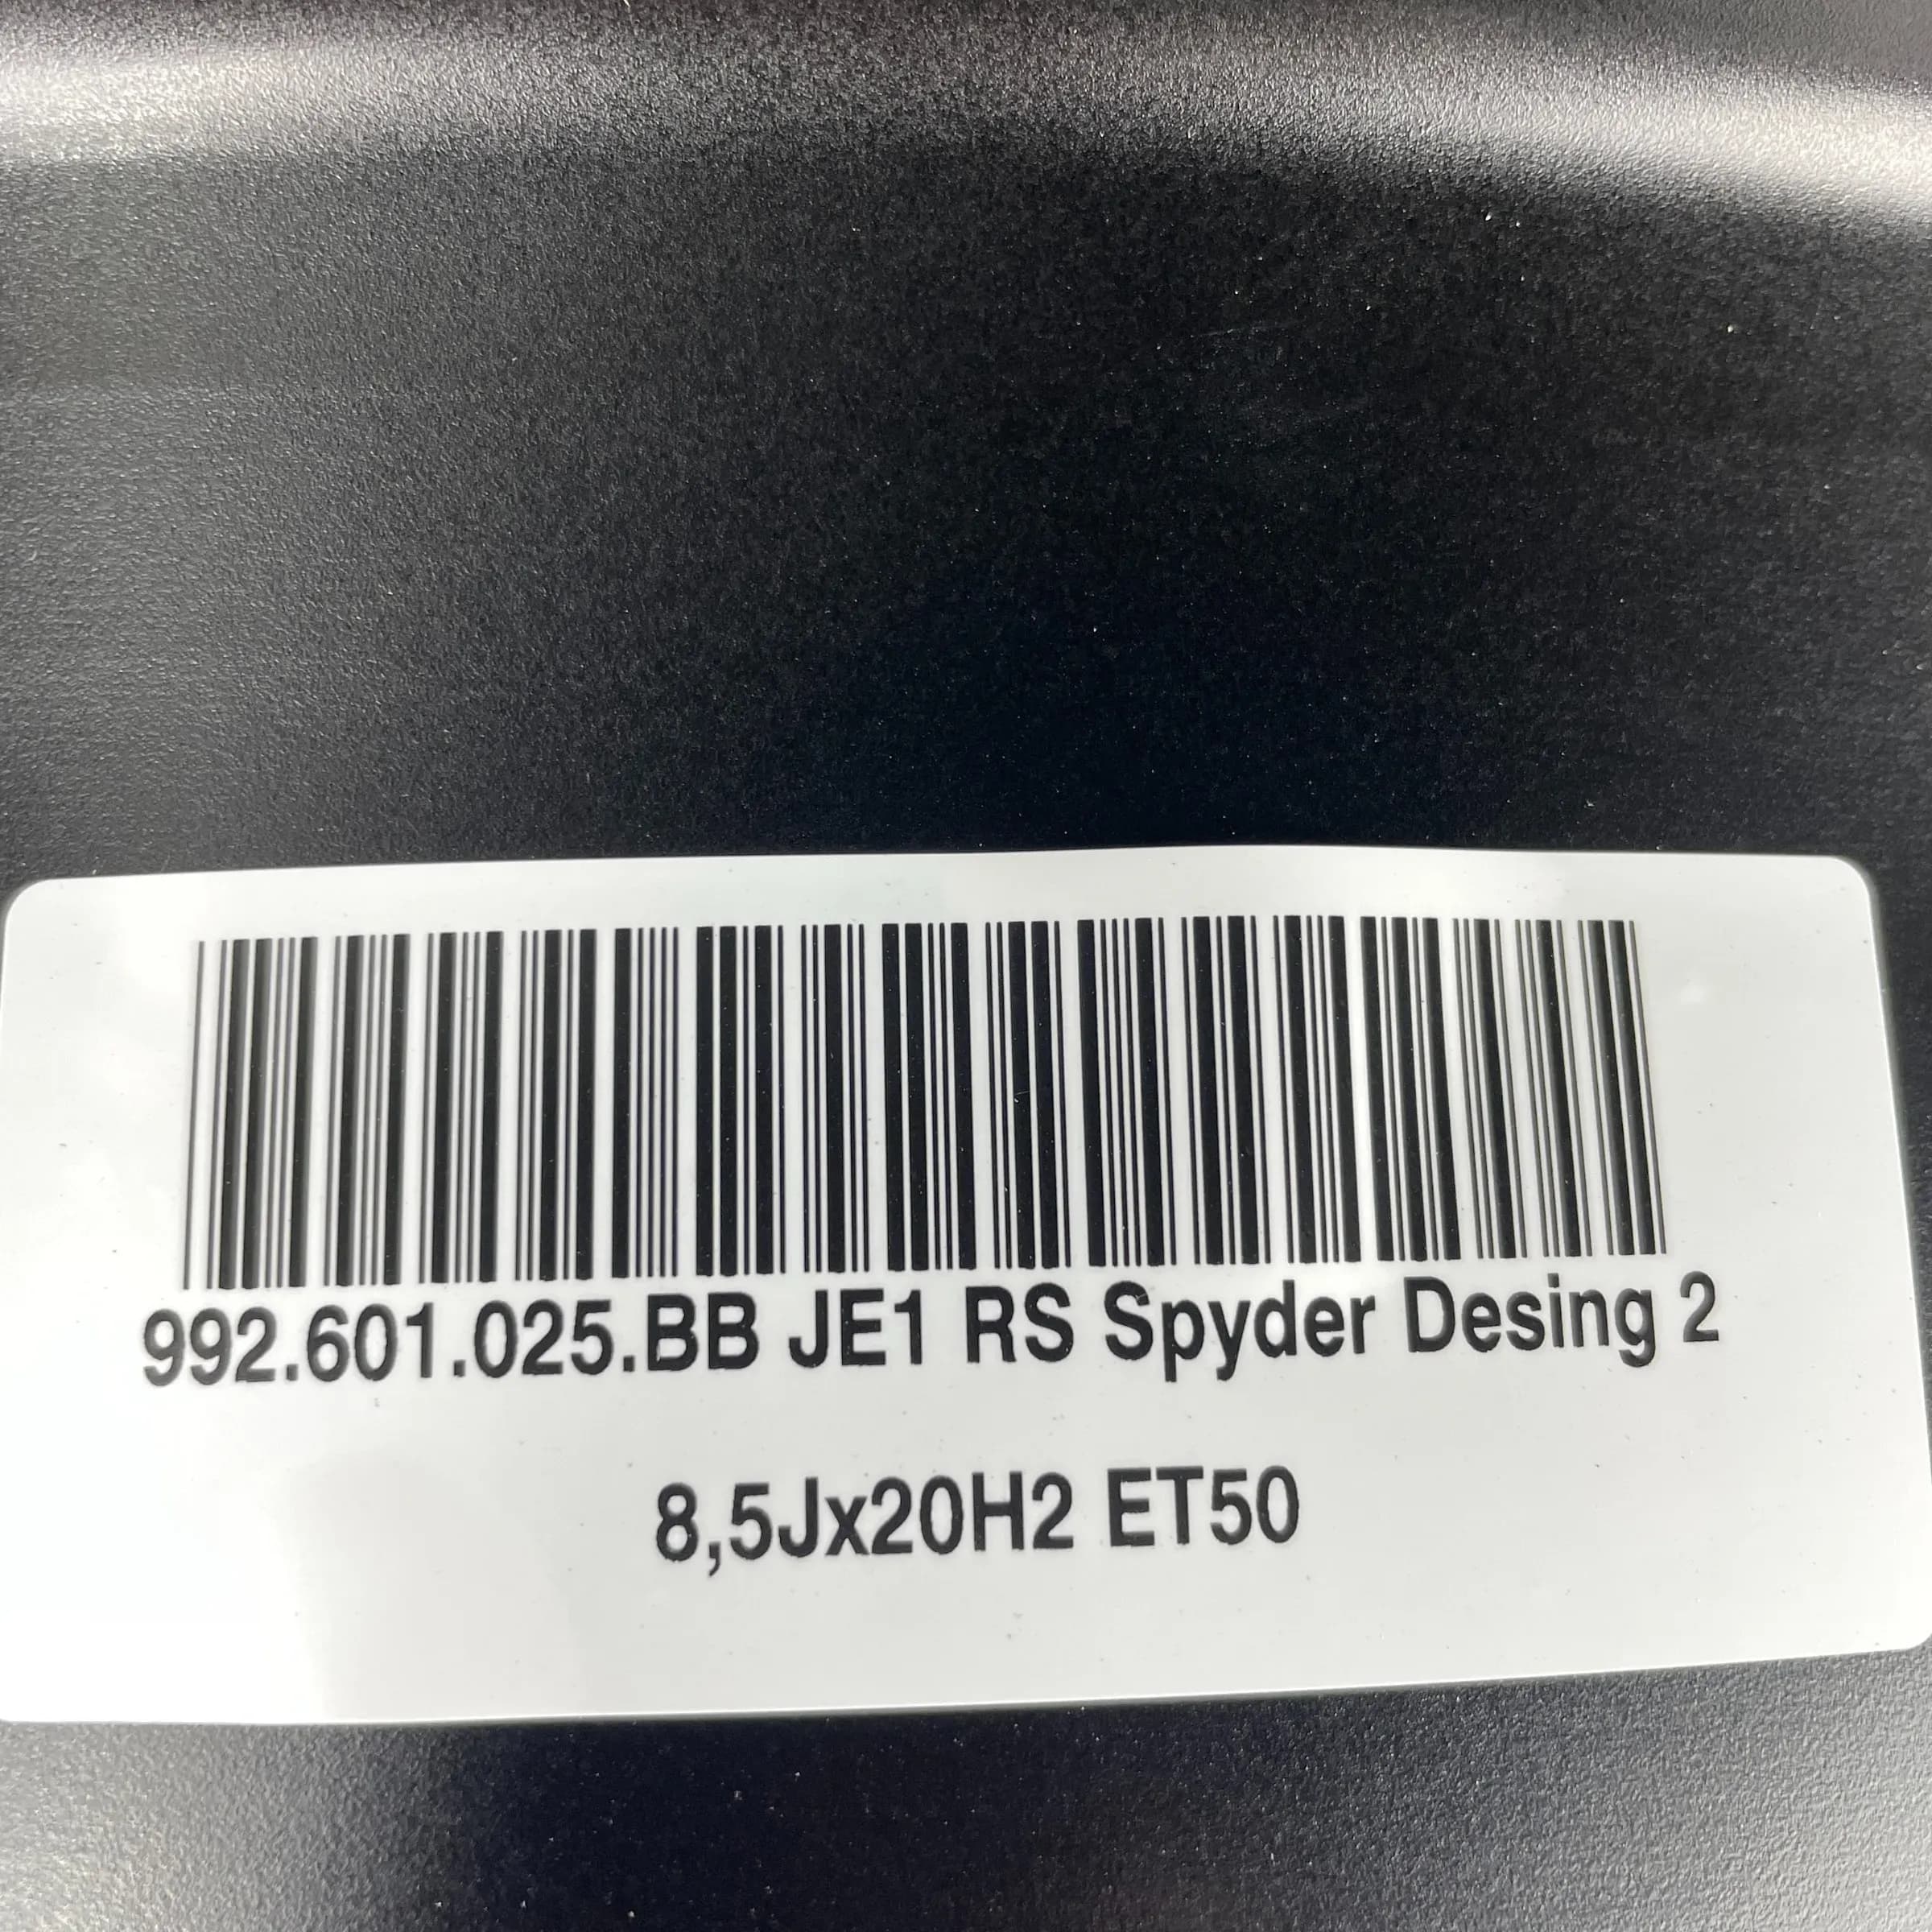 992.601.025.BB JE1 RS Spyder Desing 2
8,5Jx20H2 ET50